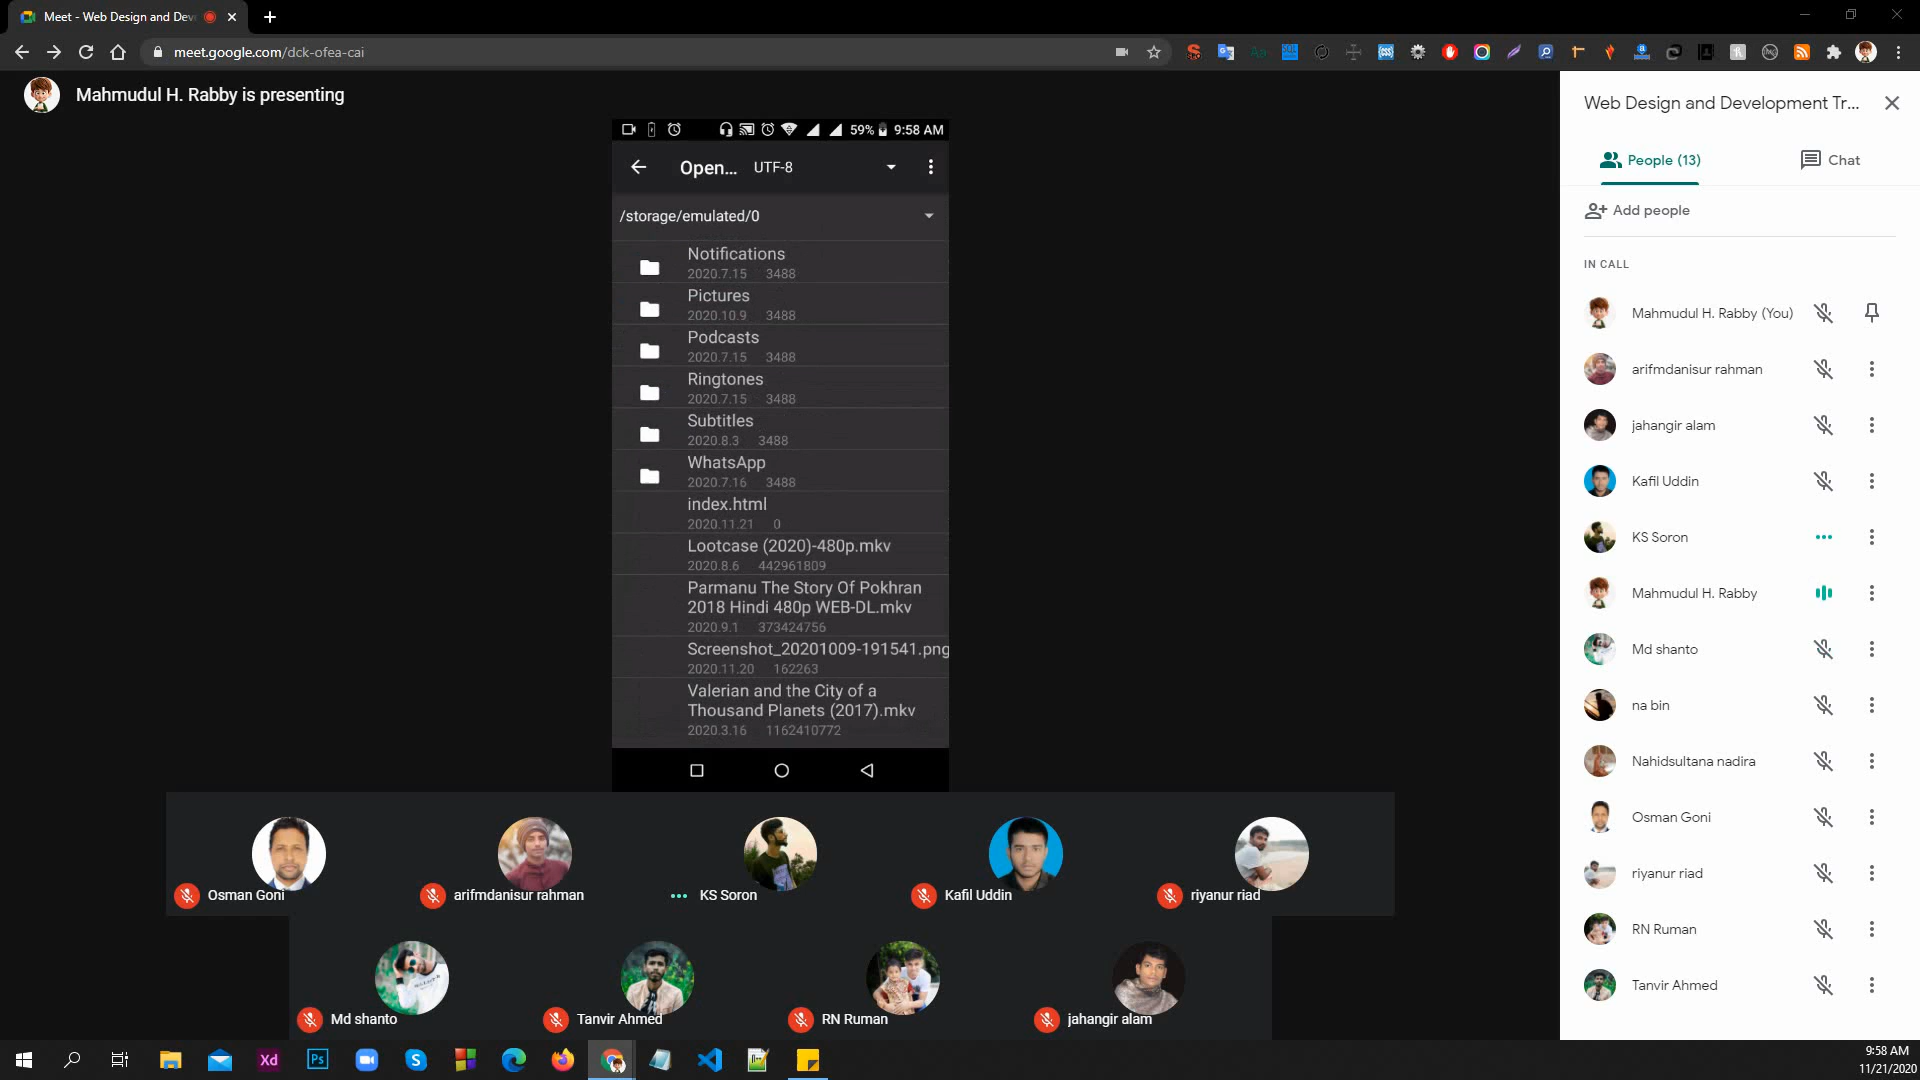 Meet - Web Design and Dev
meet.google.com/dck-ofea-cai
Mahmudul H. Rabby is presenting
59% 9:58 AM
Open... UTF-8
/storage/emulated/0
Notifications
2020.7.15 3488
Pictures
2020.10.9 3488
Podcasts
2020.7.15 3488
Ringtones
2020.7.15 3488
Subtitles
2020.8.3 3488
WhatsApp
2020.7.16 3488
index.html
2020.11.21 0
Lootcase (2020)-480p.mkv
2020.8.6 442961809
Parmanu The Story Of Pokhran
2018 Hindi 480p WEB-DL.mkv
2020.9.1 373424756
Screenshot_20201009-191541.png
2020.11.20 162263
Valerian and the City of a
Thousand Planets (2017).mkv
2020.3.16 1162410772
Osman Goni
arifmdanisur rahman
KS Soron
Kafil Uddin
riyanur riad
Md shanto
Tanvir Ahmed
RN Ruman
jahangir alam
Web Design and Development Tr...
People (13)
Chat
Add people
IN CALL
Mahmudul H. Rabby (You)
arifmdanisur rahman
jahangir alam
Kafil Uddin
KS Soron
Mahmudul H. Rabby
Md shanto
na bin
Nahidsultana nadira
Osman Goni
riyanur riad
RN Ruman
Tanvir Ahmed
Xd
Ps
9:58 AM
11/21/2020